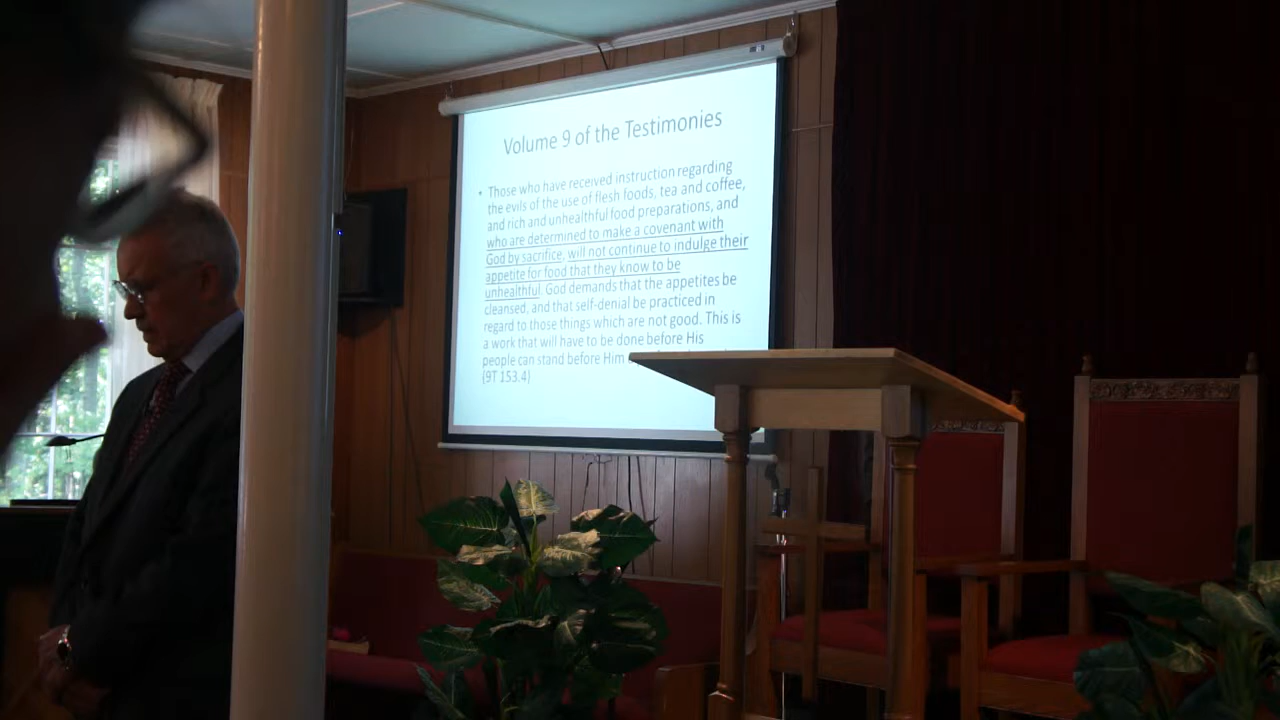 Volume 9 of the Testimonies
• Those who have received instruction regarding
the evils of the use of flesh foods, tea and coffee,
and rich and unhealthful food preparations, and
who are determined to make a covenant with
God by sacrifice, will not continue to indulge their
appetite for food that they know to be
unhealthful. God demands that the appetites be
cleansed, and that self-denial be practiced in
regard to those things which are not good. This is
a work that will have to be done before His
people can stand before Him
{9T 153.4}